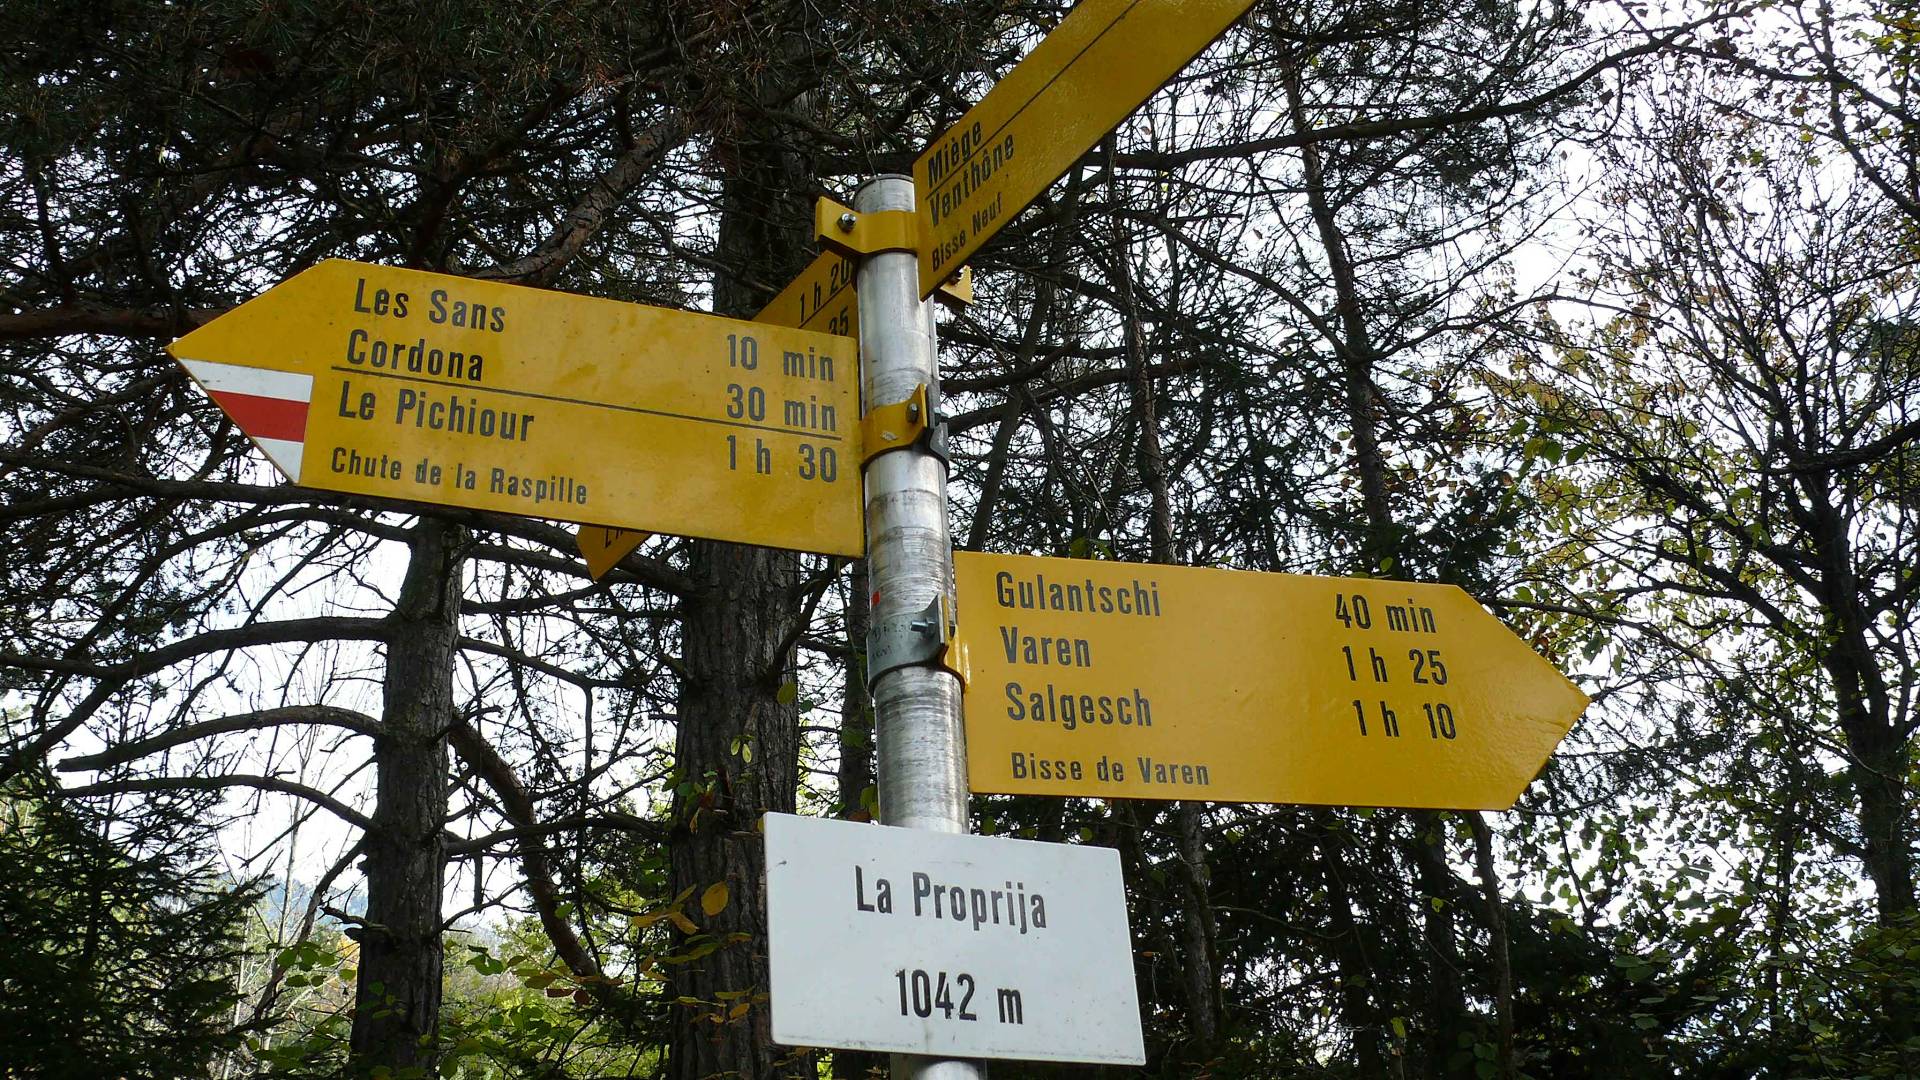 Miège
Venthône
Bisse Neuf
1 h 20
35
Les Sans 10 min
Cordona 30 min
Le Pichiour 1 h 30
Chute de la Raspille
Gulantschi 40 min
Varen 1 h 25
Salgesch 1 h 10
Bisse de Varen
La Proprija
1042 m